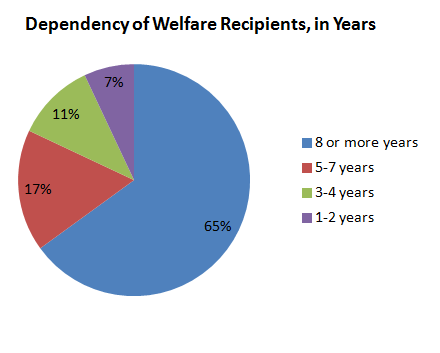 Dependency of Welfare Recipients, in Years
7%
11%
17%
65%
8 or more years
5-7 years
3-4 years
1-2 years